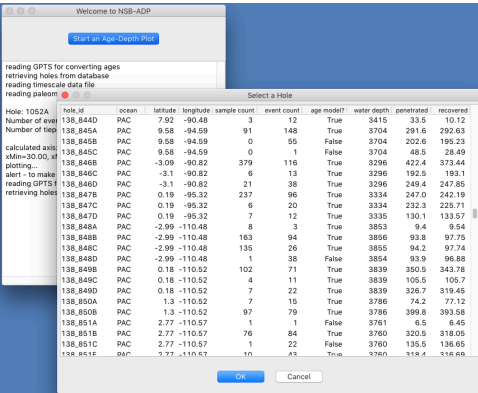 Welcome to NSB-ADP
Start an Age-Depth Plot
reading GPTS for converting ages
retrieving holes from database
reading timescale data file
reading paleom
Hole: 1052A
Number of even
Number of tiep
calculated axis
xMin=30.00, xM
plotting...
alert - to make
reading GPTS f
retrieving holes
Select a Hole
hole_id ocean latitude longitude sample count event count age model? water depth penetrated recovered
138_844D PAC 7.92 -90.48 3 12 True 3415 33.5 10.12
138_845A PAC 9.58 -94.59 91 148 True 3704 291.6 292.63
138_845B PAC 9.58 -94.59 0 55 False 3704 202.6 195.23
138_845C PAC 9.58 -94.59 0 1 False 3704 48.5 28.49
138_846B PAC -3.09 -90.82 379 116 True 3296 422.4 373.44
138_846C PAC -3.1 -90.82 6 13 True 3296 192.5 193.1
138_846D PAC -3.1 -90.82 21 38 True 3296 249.4 247.85
138_847B PAC 0.19 -95.32 237 96 True 3334 247.0 242.19
138_847C PAC 0.19 -95.32 6 20 True 3334 232.3 225.71
138_847D PAC 0.19 -95.32 7 12 True 3335 130.1 133.57
138_848A PAC -2.99 -110.48 8 3 True 3853 9.4 9.54
138_848B PAC -2.99 -110.48 163 94 True 3856 93.8 97.75
138_848C PAC -2.99 -110.48 135 26 True 3855 94.2 97.74
138_848D PAC -2.99 -110.48 1 38 False 3854 93.9 96.88
138_849B PAC 0.18 -110.52 102 71 True 3839 350.5 343.78
138_849C PAC 0.18 -110.52 4 11 True 3839 105.5 105.7
138_849D PAC 0.18 -110.52 7 22 True 3839 326.7 319.45
138_850A PAC 1.3 -110.52 7 15 True 3786 74.2 77.12
138_850B PAC 1.3 -110.52 97 79 True 3786 399.8 393.58
138_851A PAC 2.77 -110.57 1 1 False 3761 6.5 6.45
138_851B PAC 2.77 -110.57 76 84 True 3760 320.5 318.05
138_851C PAC 2.77 -110.57 1 22 False 3760 135.5 136.65
138_851E PAC 2.77 -110.57 10 43 True 3760 318.4 316.69
OK Cancel